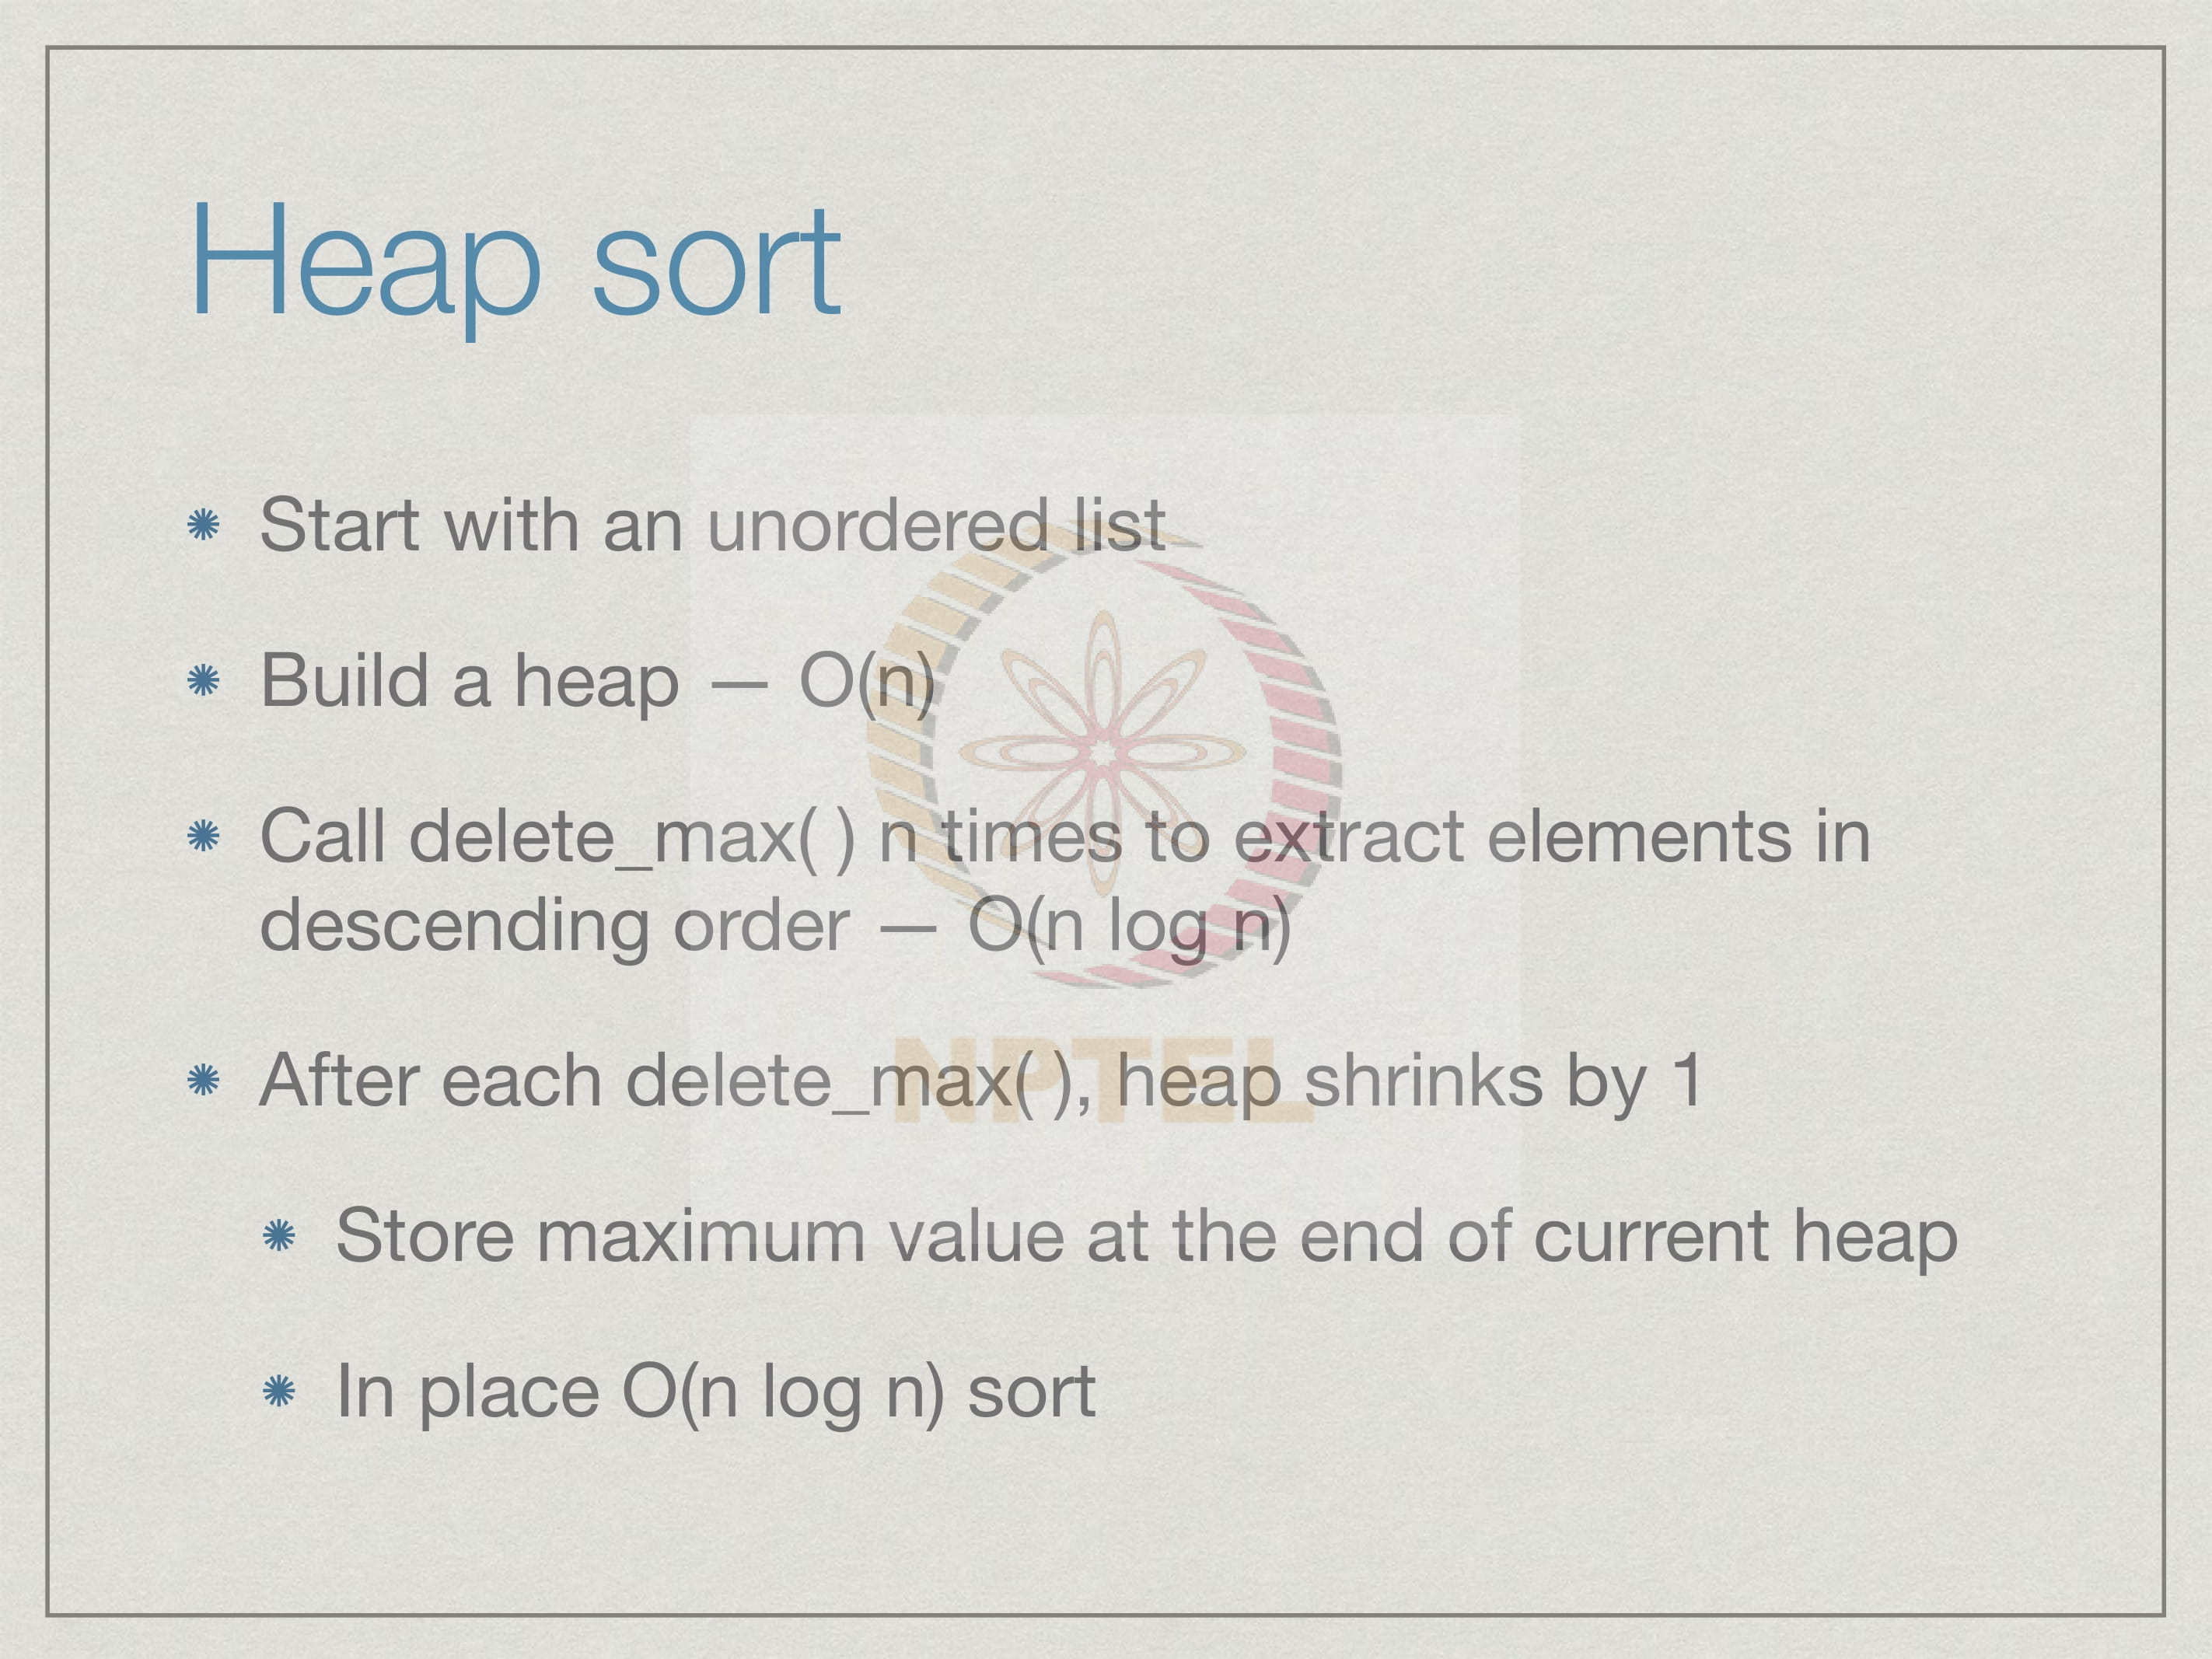 Heap sort
Start with an unordered list
Build a heap — O(n)
Call delete_max( ) n times to extract elements in
descending order — O(n log n)
After each delete_max( ), heap shrinks by 1
Store maximum value at the end of current heap
In place O(n log n) sort
NPTEL